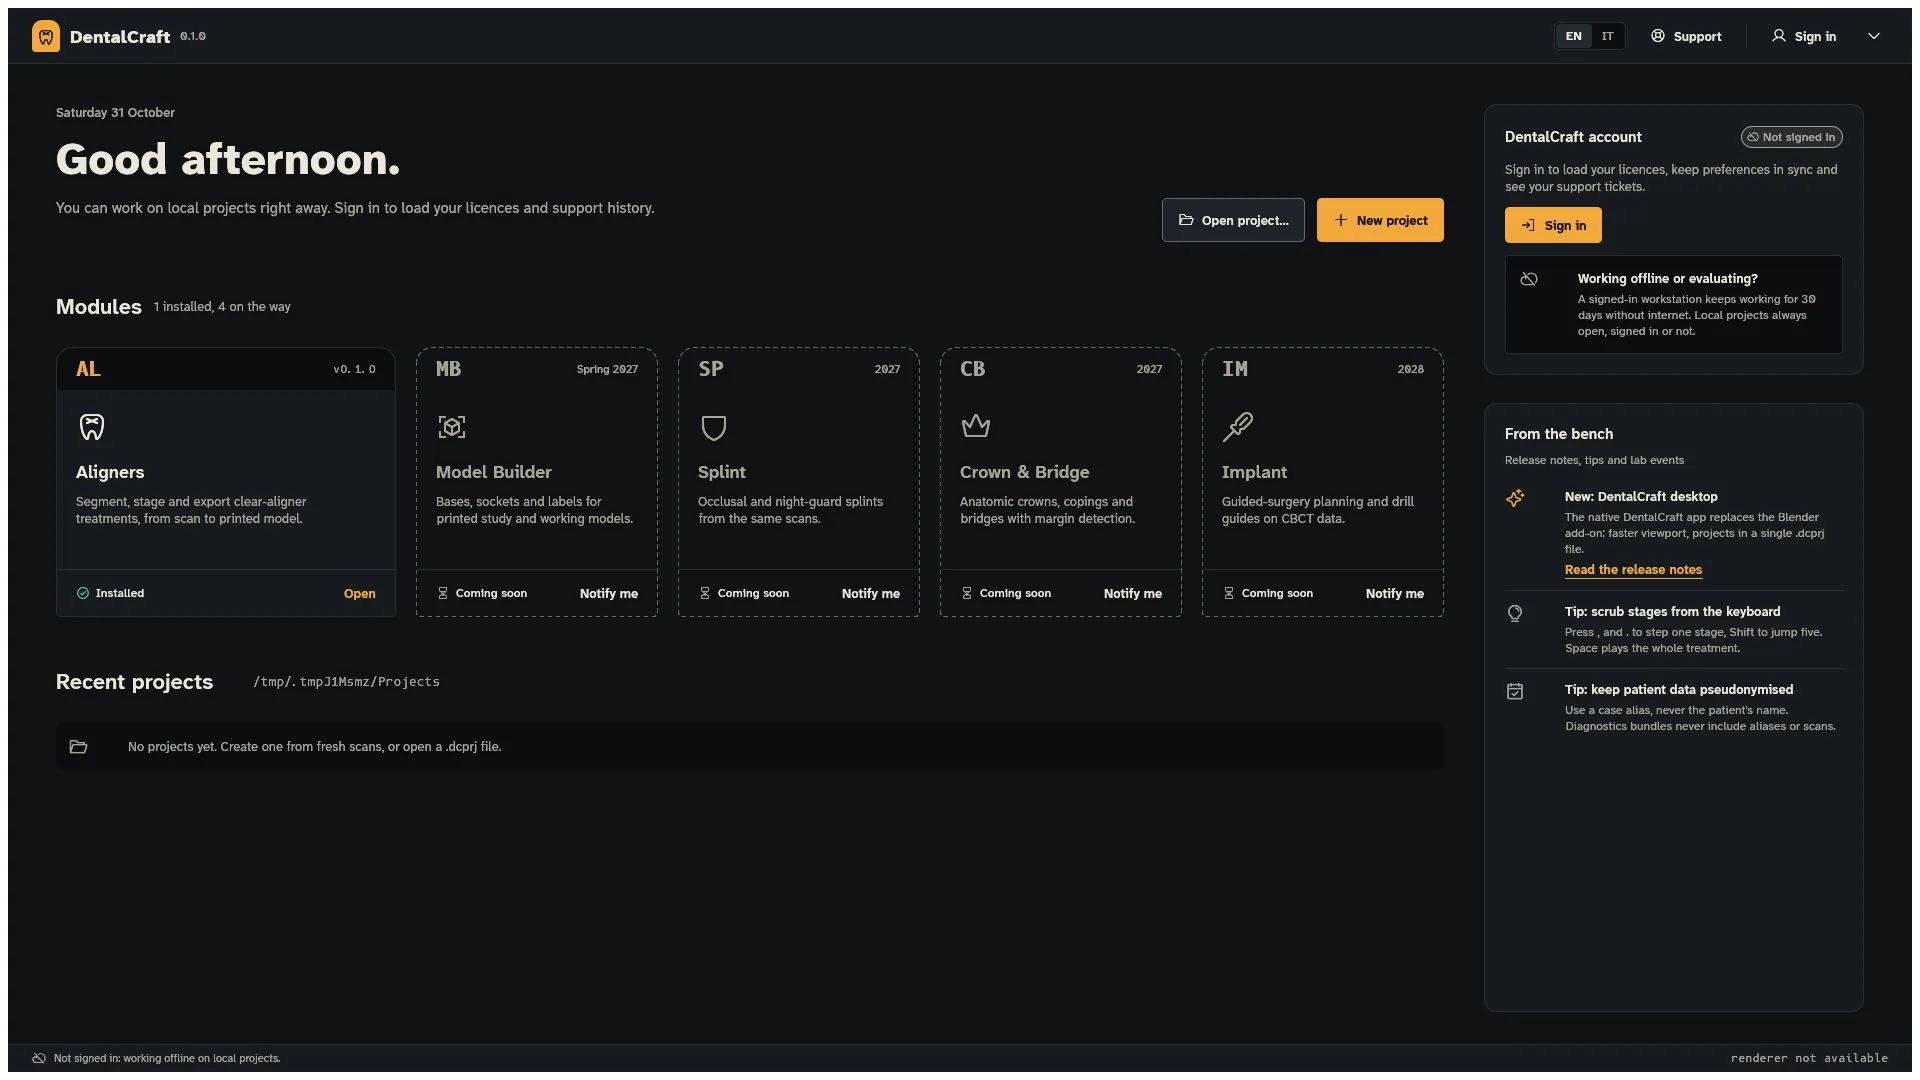 DentalCraft 0.1.0
EN IT Support Sign in
Saturday 31 October
Good afternoon.
You can work on local projects right away. Sign in to load your licences and support history.
Open project...
New project
Modules 1 installed, 4 on the way
AL v0.1.0
Aligners
Segment, stage and export clear-aligner
treatments, from scan to printed model.
Installed Open
MB Spring 2027
Model Builder
Bases, sockets and labels for
printed study and working models.
Coming soon Notify me
SP 2027
Splint
Occlusal and night-guard splints
from the same scans.
Coming soon Notify me
CB 2027
Crown & Bridge
Anatomic crowns, copings and
bridges with margin detection.
Coming soon Notify me
IM 2028
Implant
Guided-surgery planning and drill
guides on CBCT data.
Coming soon Notify me
Recent projects /tmp/.tmpJ1Msmz/Projects
No projects yet. Create one from fresh scans, or open a .dcprj file.
DentalCraft account Not signed in
Sign in to load your licences, keep preferences in sync and
see your support tickets.
Sign in
Working offline or evaluating?
A signed-in workstation keeps working for 30
days without internet. Local projects always
open, signed in or not.
From the bench
Release notes, tips and lab events
New: DentalCraft desktop
The native DentalCraft app replaces the Blender
add-on: faster viewport, projects in a single .dcprj
file.
Read the release notes
Tip: scrub stages from the keyboard
Press , and . to step one stage, Shift to jump five.
Space plays the whole treatment.
Tip: keep patient data pseudonymised
Use a case alias, never the patient's name.
Diagnostics bundles never include aliases or scans.
Not signed in: working offline on local projects.
renderer not available